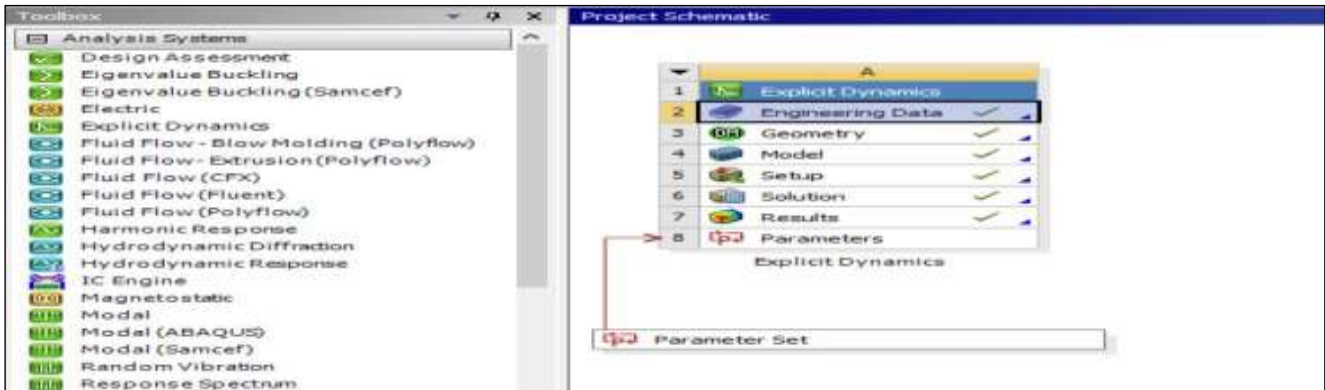 Toolbox
Analysis Systems
Design Assessment
Eigenvalue Buckling
Eigenvalue Buckling (Samcef)
Electric
Explicit Dynamics
Fluid Flow - Blow Molding (Polyflow)
Fluid Flow- Extrusion (Polyflow)
Fluid Flow (CFX)
Fluid Flow (Fluent)
Fluid Flow (Polyflow)
Harmonic Response
Hydrodynamic Diffraction
Hydrodynamic Response
IC Engine
Magnetostatic
Modal
Modal (ABAQUS)
Modal (Samcef)
Random Vibration
Response Spectrum
Project Schematic
A
1 Explicit Dynamics
2 Engineering Data
3 Geometry
4 Model
5 Setup
6 Solution
7 Results
8 Parameters
Explicit Dynamics
Parameter Set